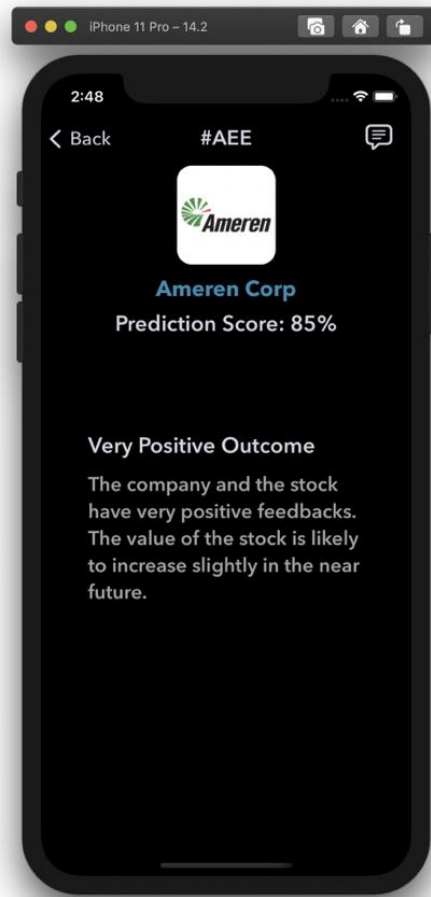 iPhone 11 Pro – 14.2
2:48
Back
#AEE
Ameren
Ameren Corp
Prediction Score: 85%
Very Positive Outcome
The company and the stock
have very positive feedbacks.
The value of the stock is likely
to increase slightly in the near
future.